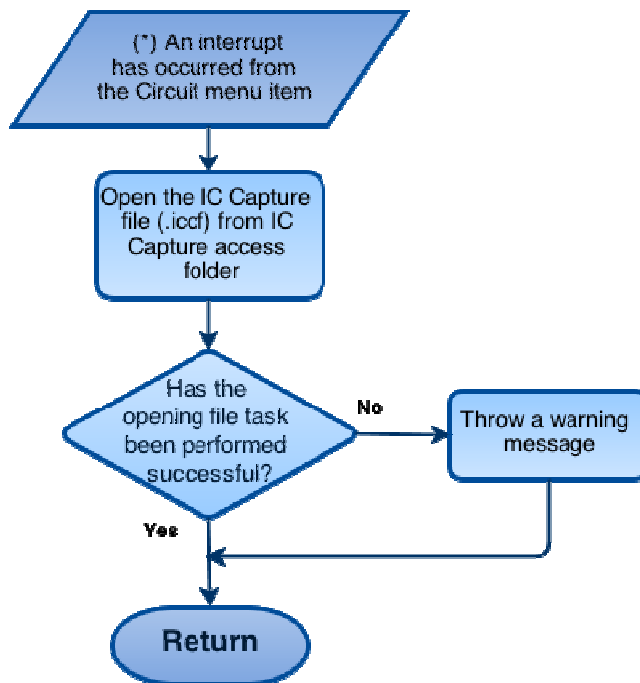 (*) An interrupt
has occurred from
the Circuit menu item
Open the IC Capture
file (.iccf) from IC
Capture access
folder
Has the
opening file task
been performed
successful?
No
Throw a warning
message
Yes
Return